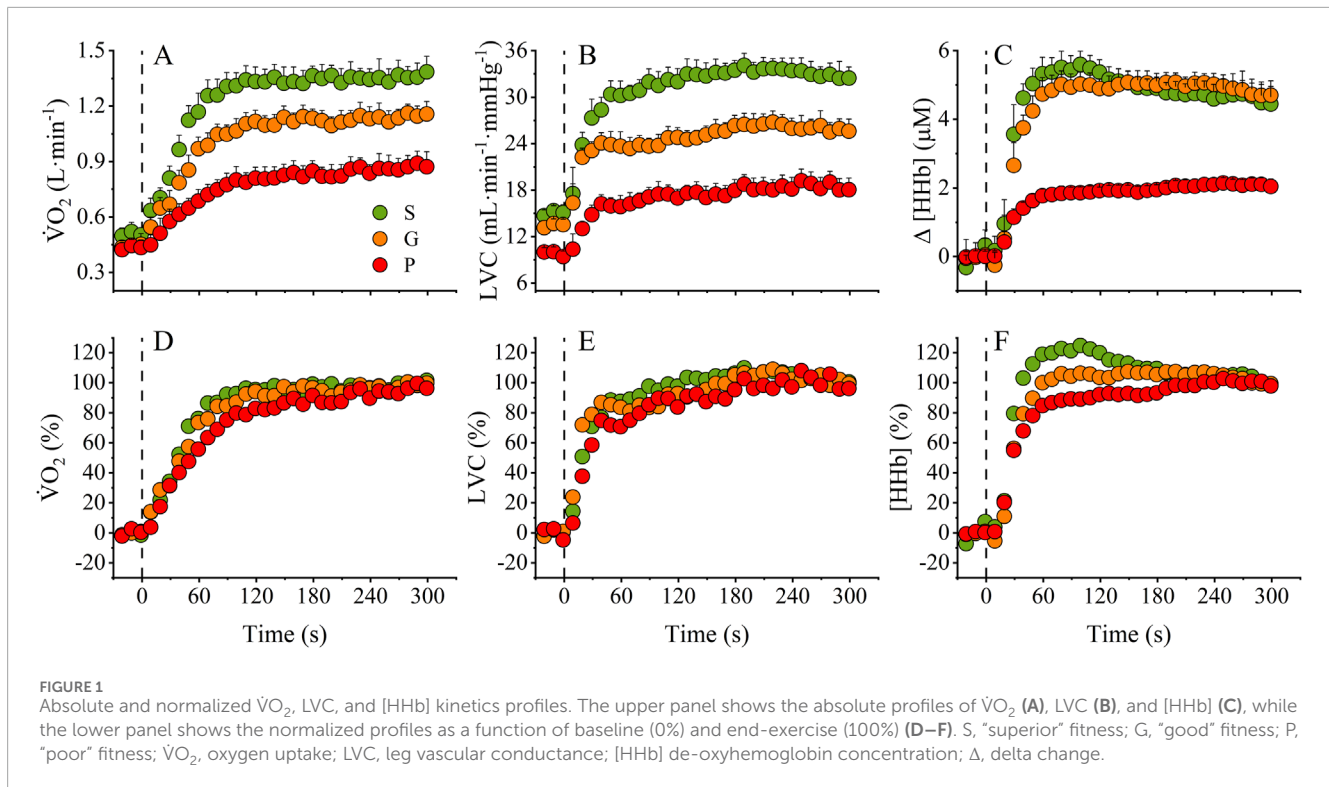 A
V̇O₂ (L·min⁻¹)
1.5
1.2
0.9
0.6
0.3
S
G
P
B
LVC (mL·min⁻¹·mmHg⁻¹)
36
30
24
18
12
6
C
Δ [HHb] (μM)
6
4
2
0
D
V̇O₂ (%)
120
100
80
60
40
20
0
-20
0 60 120 180 240 300
Time (s)
E
LVC (%)
120
100
80
60
40
20
0
-20
0 60 120 180 240 300
Time (s)
F
[HHb] (%)
120
100
80
60
40
20
0
-20
0 60 120 180 240 300
Time (s)
FIGURE 1
Absolute and normalized V̇O₂, LVC, and [HHb] kinetics profiles. The upper panel shows the absolute profiles of V̇O₂ (A), LVC (B), and [HHb] (C), while
the lower panel shows the normalized profiles as a function of baseline (0%) and end-exercise (100%) (D–F). S, “superior” fitness; G, “good” fitness; P,
“poor” fitness; V̇O₂, oxygen uptake; LVC, leg vascular conductance; [HHb] de-oxyhemoglobin concentration; Δ, delta change.